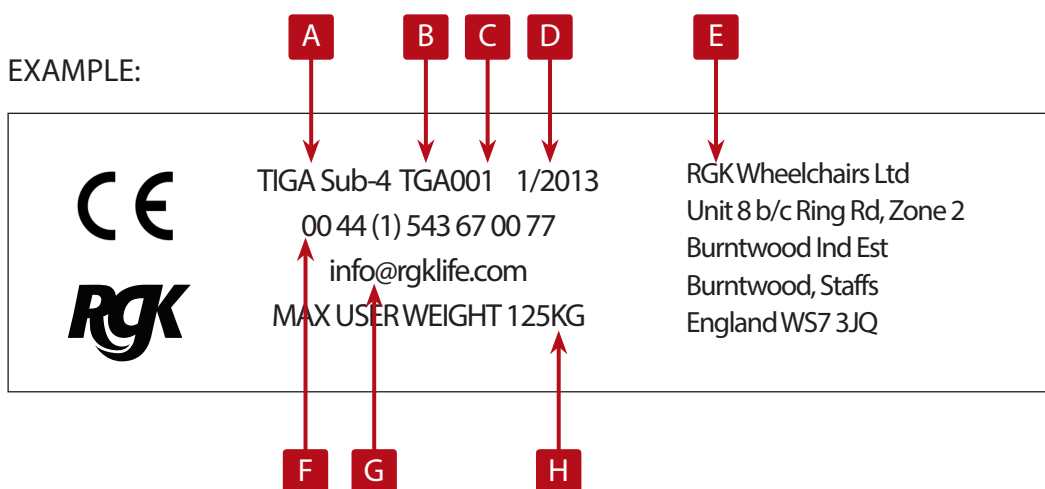 A B C D E
EXAMPLE:
CE
TIGA Sub-4 TGA001 1/2013
00 44 (1) 543 67 00 77
info@rgklife.com
MAX USER WEIGHT 125KG
RGK
RGK Wheelchairs Ltd
Unit 8 b/c Ring Rd, Zone 2
Burntwood Ind Est
Burntwood, Staffs
England WS7 3JQ
F G H